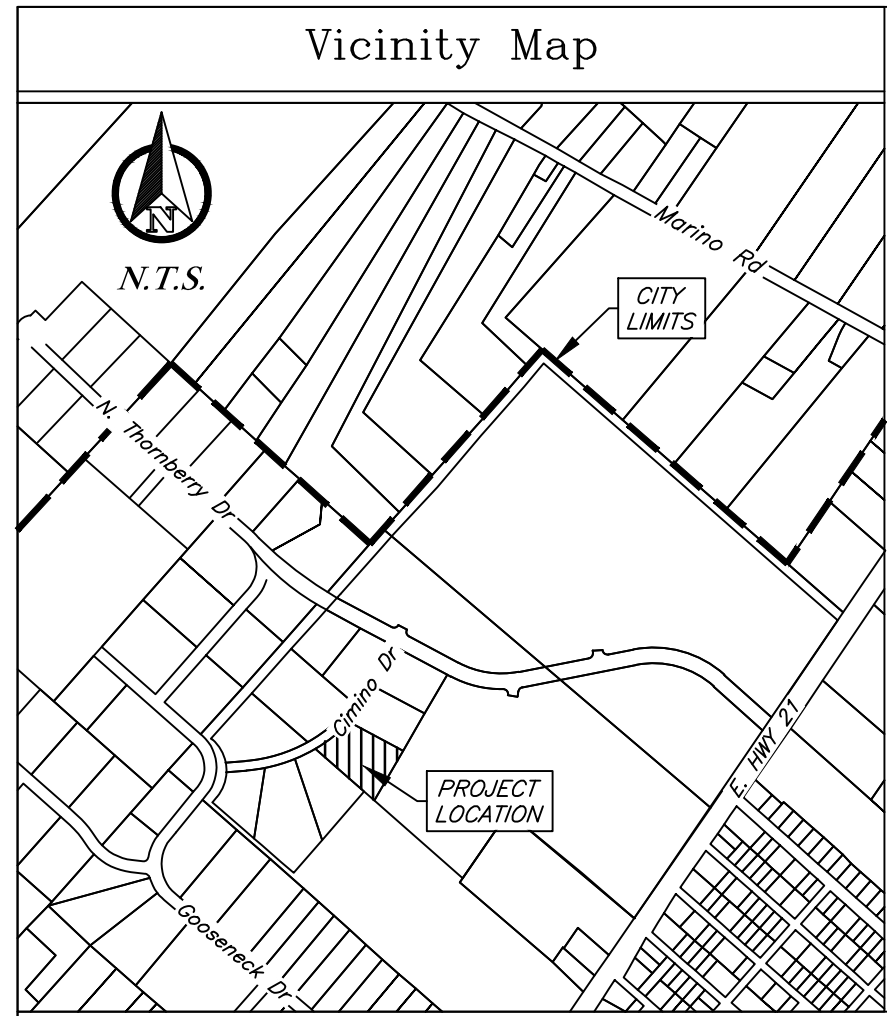 Vicinity Map
N
N.T.S.
Marino Rd
CITY
LIMITS
N. Thornberry Dr
Cimino Dr
E. HWY 21
PROJECT
LOCATION
Gooseneck Dr